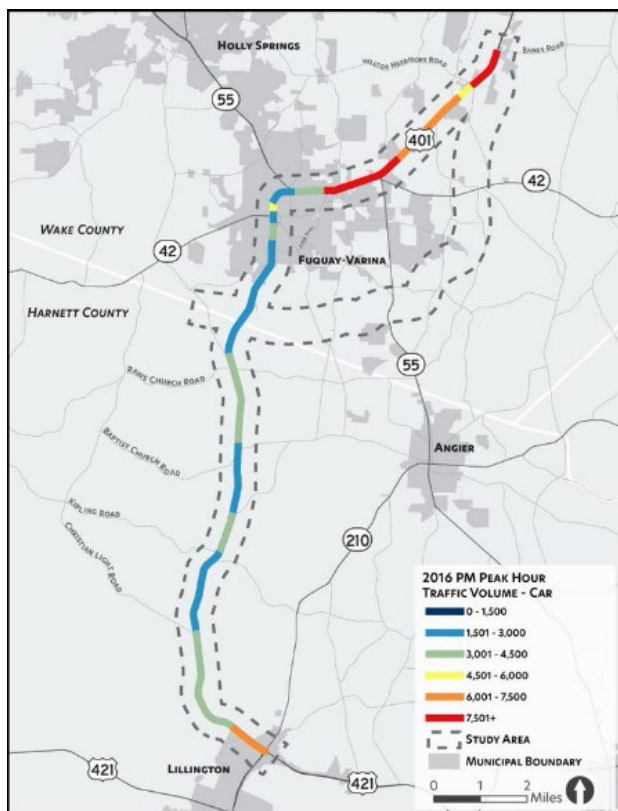 HOLLY SPRINGS
HILLTOP NEEDMORE ROAD
BANKS ROAD
55
401
42
WAKE COUNTY
42
FUQUAY-VARINA
HARNETT COUNTY
RAWLS CHURCH ROAD
55
ANGIER
BAPTIST CHURCH ROAD
KIPLING ROAD
210
CHRISTIAN LIGHT ROAD
2016 PM PEAK HOUR
TRAFFIC VOLUME - CAR
0 - 1,500
1,501 - 3,000
3,001 - 4,500
4,501 - 6,000
6,001 - 7,500
7,501+
STUDY AREA
MUNICIPAL BOUNDARY
0 1 2
MILES
LILLINGTON
421
421